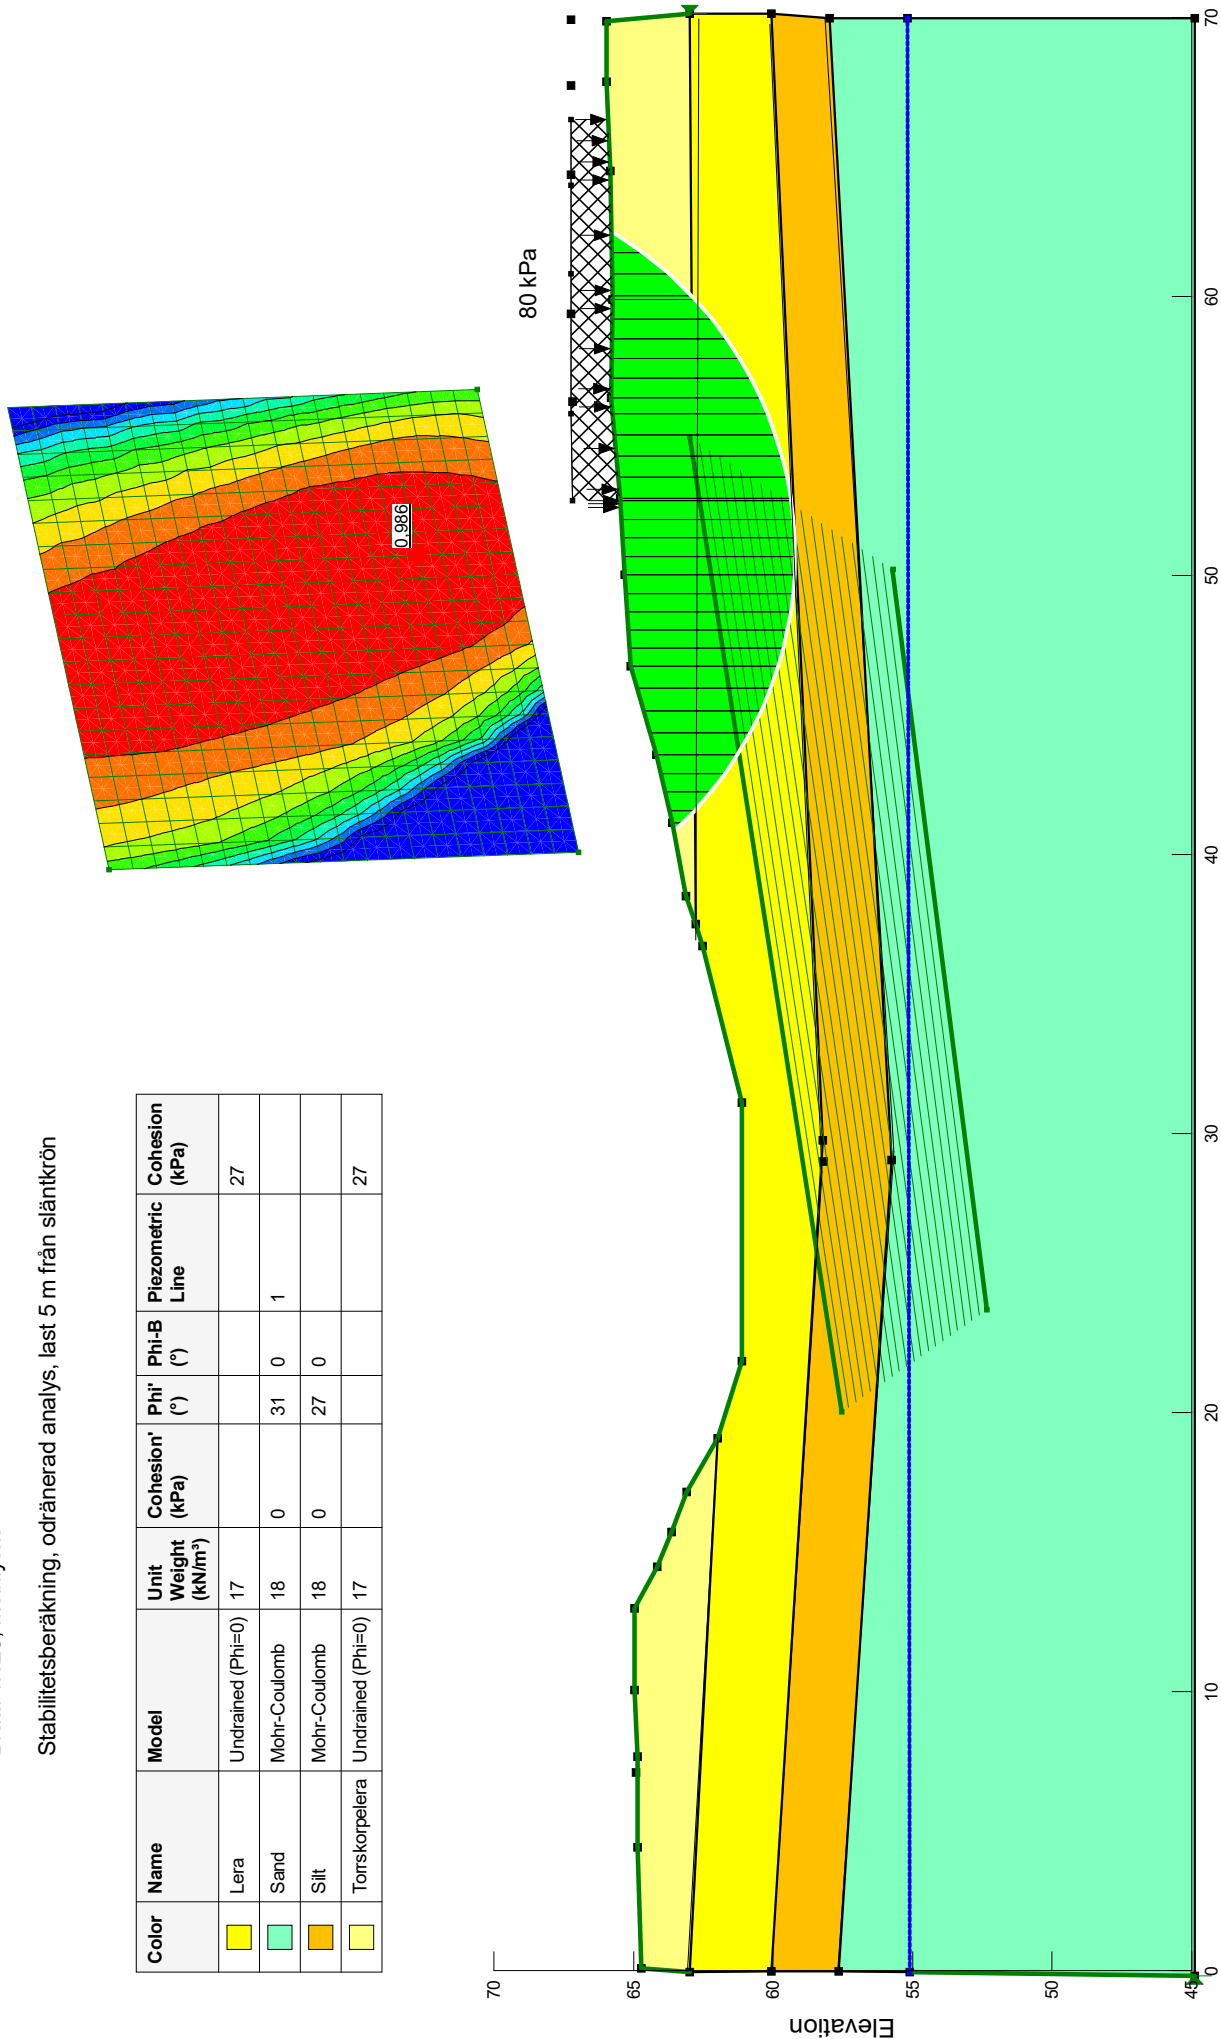 Stabilitetsberäkning, odränerad analys, last 5 m från släntkrön
Color Name Model Unit Weight (kN/m³) Cohesion' (kPa) Phi' (°) Phi-B (°) Piezometric Line Cohesion (kPa)
Lera Undrained (Phi=0) 17 27
Sand Mohr-Coulomb 18 0 31 0 1
Silt Mohr-Coulomb 18 0 27 0
Torrskorpelera Undrained (Phi=0) 17 27
0,986
80 kPa
Elevation
70
65
60
55
50
45
0 10 20 30 40 50 60 70